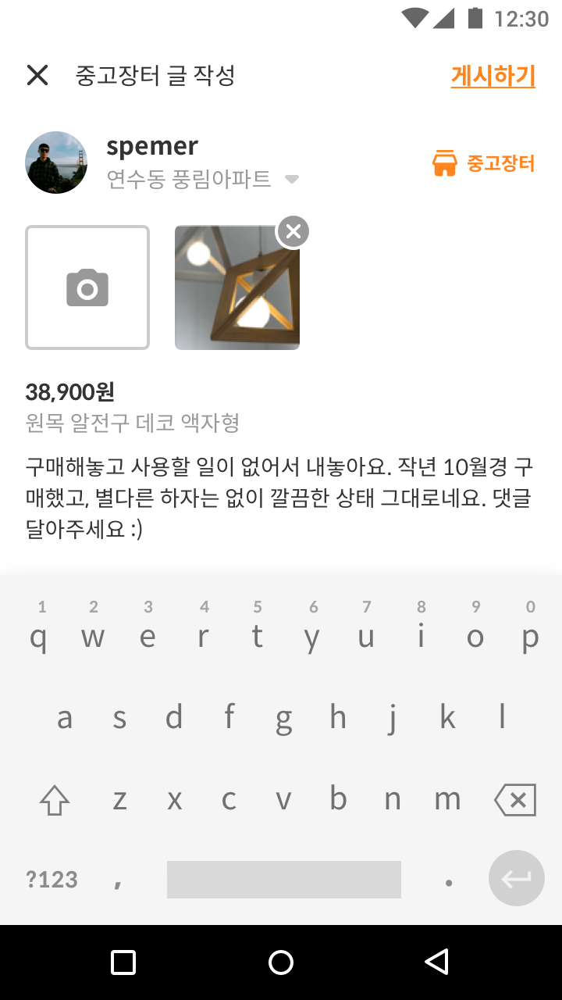 12:30
중고장터 글 작성
게시하기
spemer
연수동 풍림아파트
중고장터
38,900원
원목 알전구 데코 액자형
구매해놓고 사용할 일이 없어서 내놓아요. 작년 10월경 구
매했고, 별다른 하자는 없이 깔끔한 상태 그대로네요. 댓글
달아주세요 :)
1 2 3 4 5 6 7 8 9 0
q w e r t y u i o p
a s d f g h j k l
z x c v b n m
?123 , .